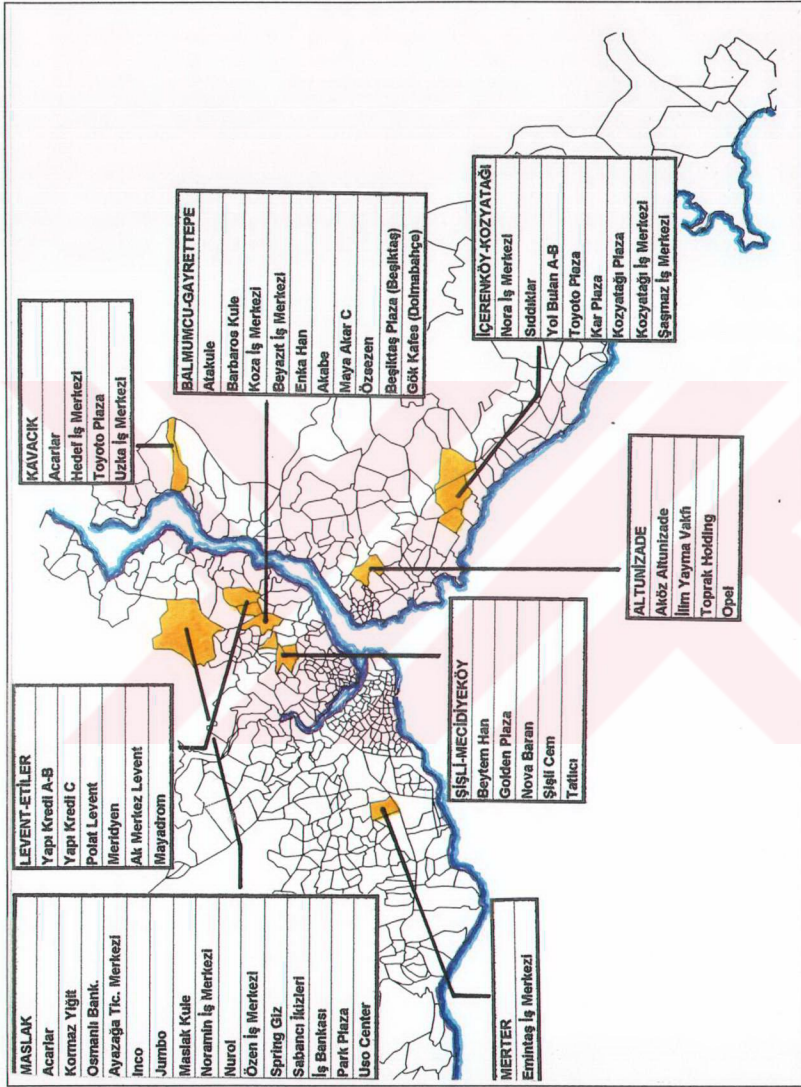 MASLAK
Acarlar
Kormaz Yiğit
Osmanlı Bank.
Ayazağa Tic. Merkezi
Inco
Jumbo
Maslak Kule
Noramin İş Merkezi
Nurol
Özen İş Merkezi
Spring Giz
Sabancı İkizleri
İş Bankası
Park Plaza
Uso Center
LEVENT-ETİLER
Yapı Kredi A-B
Yapı Kredi C
Polat Levent
Meridyen
Ak Merkez Levent
Mayadrom
KAVACIK
Acarlar
Hedef İş Merkezi
Toyoto Plaza
Uzka İş Merkezi
BALMUMCU-GAYRETTEPE
Atakule
Barbaros Kule
Koza İş Merkezi
Beyazıt İş Merkezi
Enka Han
Akabe
Maya Akar C
Özsezen
Beşiktaş Plaza (Beşiktaş)
Gök Kafes (Dolmabahçe)
MERTER
Emintaş İş Merkezi
ŞİŞLİ-MECİDİYEKÖY
Beytem Han
Golden Plaza
Nova Baran
Şişli Cem
Tatlıcı
ALTUNİZADE
Aköz Altunizade
İlim Yayma Vakfı
Toprak Holding
Opel
İÇERENKÖY-KOZYATAĞI
Nora İş Merkezi
Sıddıklar
Yol Bulan A-B
Toyoto Plaza
Kar Plaza
Kozyatağı Plaza
Kozyatağı İş Merkezi
Şaşmaz İş Merkezi